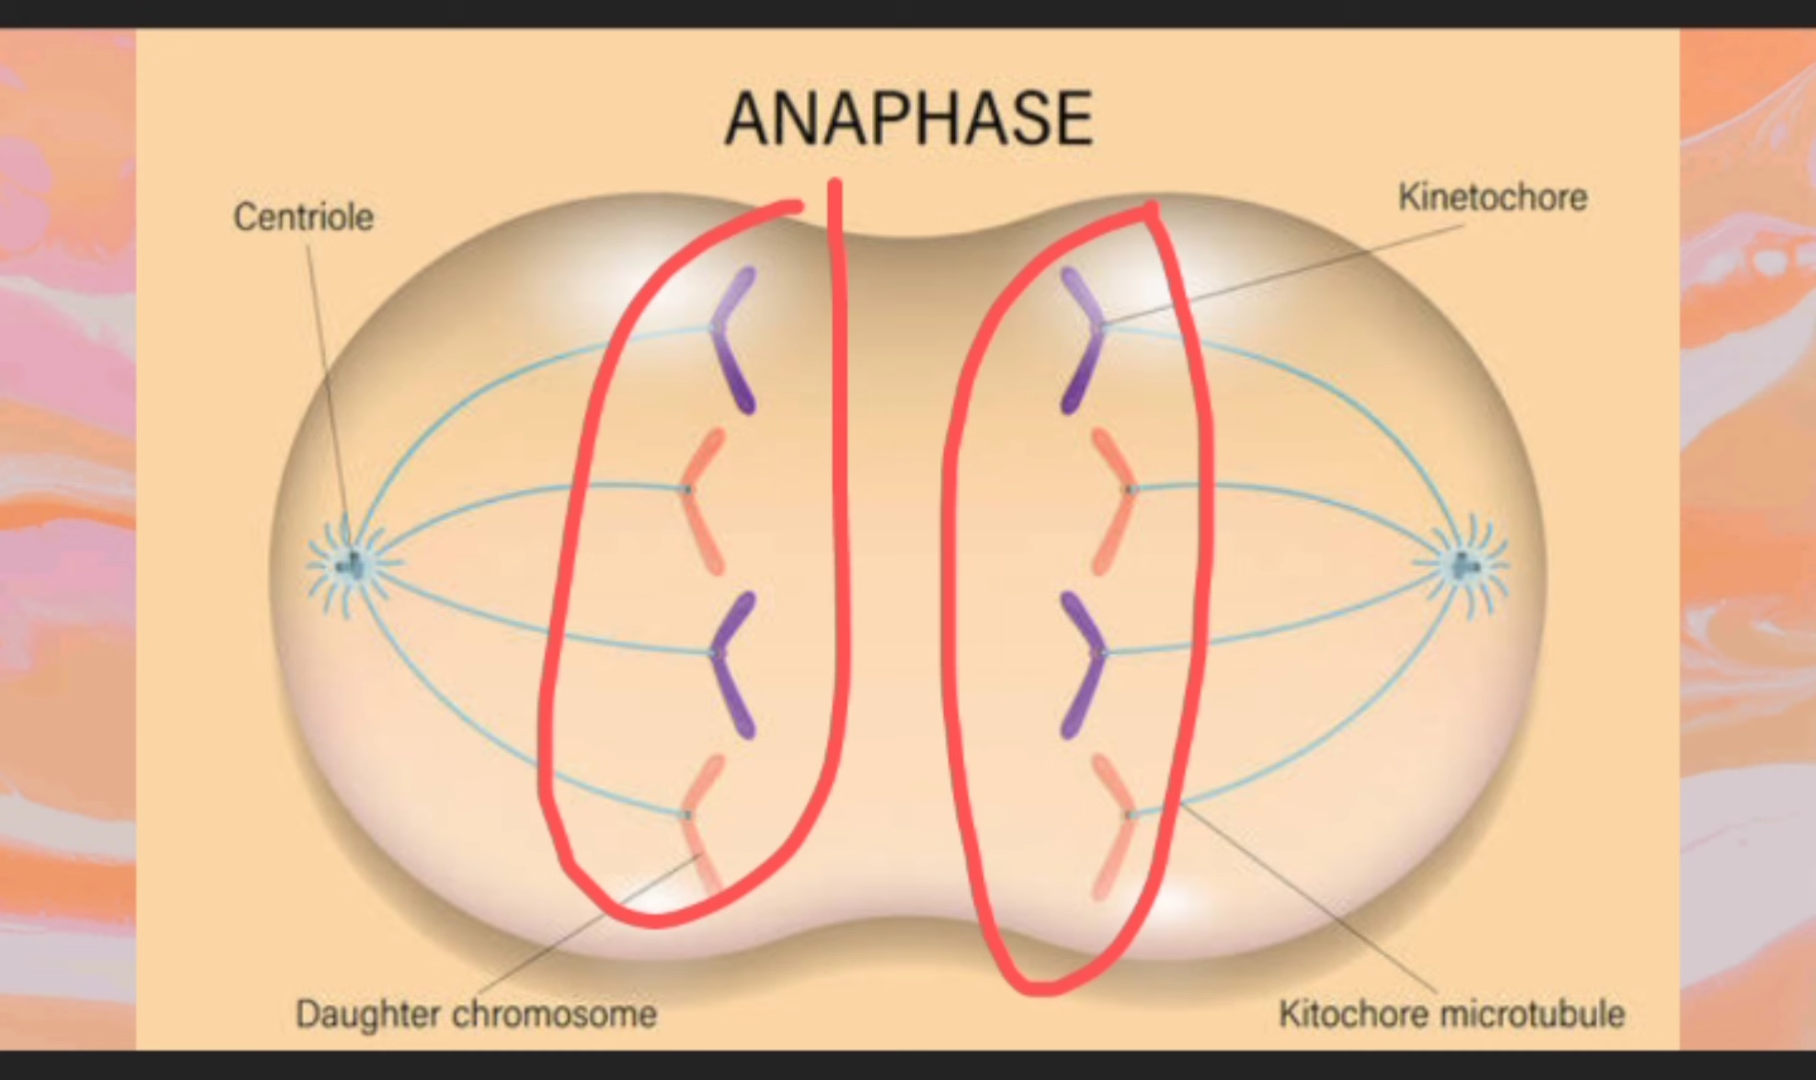 ANAPHASE
Centriole
Kinetochore
Daughter chromosome
Kitochore microtubule